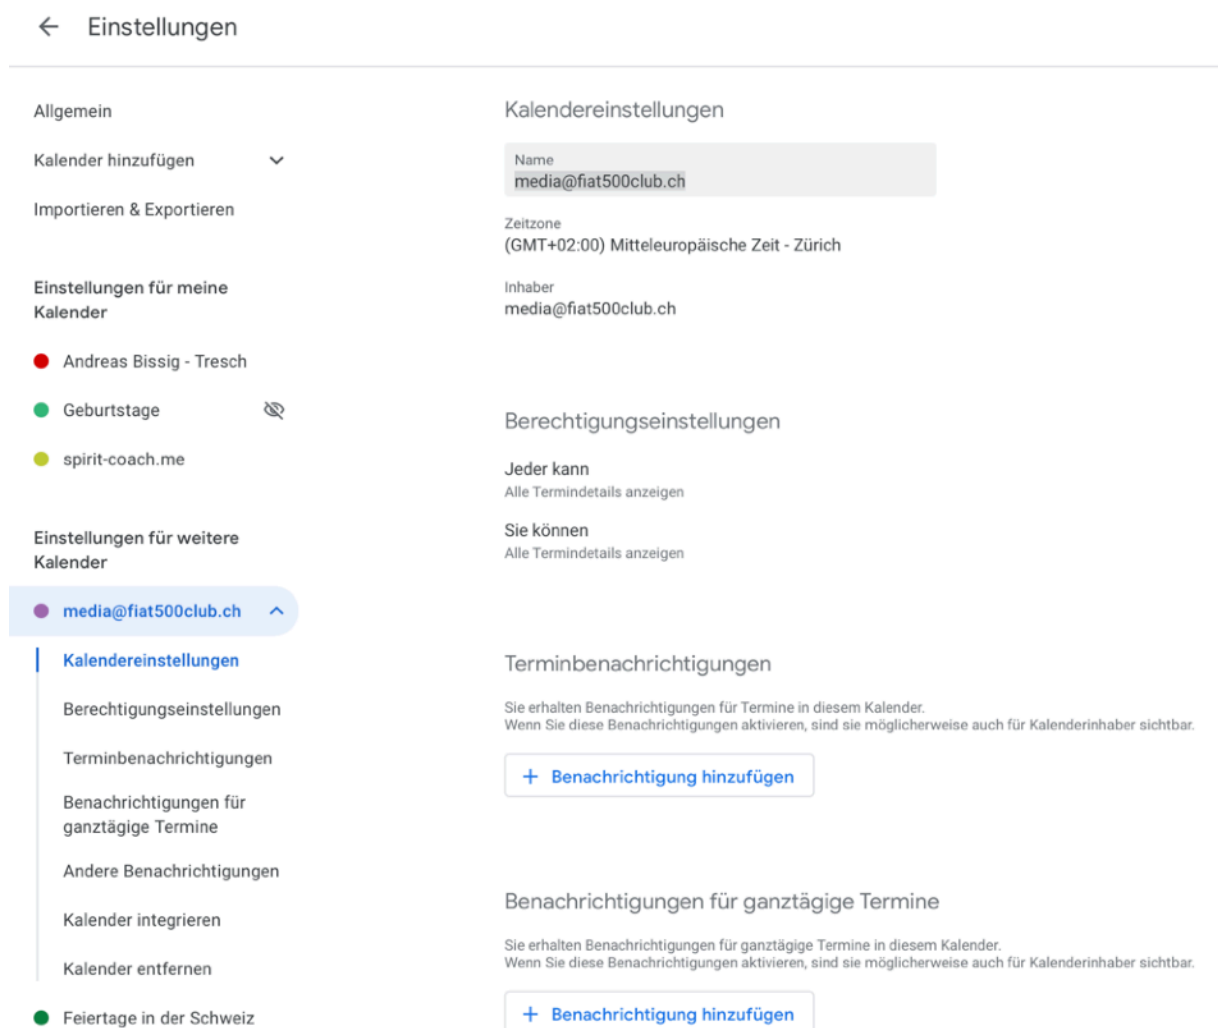 Einstellungen
Allgemein
Kalender hinzufügen
Importieren & Exportieren
Einstellungen für meine
Kalender
Andreas Bissig - Tresch
Geburtstage
spirit-coach.me
Einstellungen für weitere
Kalender
media@fiat500club.ch
Kalendereinstellungen
Berechtigungseinstellungen
Terminbenachrichtigungen
Benachrichtigungen für
ganztägige Termine
Andere Benachrichtigungen
Kalender integrieren
Kalender entfernen
Feiertage in der Schweiz
Kalendereinstellungen
Name
media@fiat500club.ch
Zeitzone
(GMT+02:00) Mitteleuropäische Zeit - Zürich
Inhaber
media@fiat500club.ch
Berechtigungseinstellungen
Jeder kann
Alle Termindetails anzeigen
Sie können
Alle Termindetails anzeigen
Terminbenachrichtigungen
Sie erhalten Benachrichtigungen für Termine in diesem Kalender.
Wenn Sie diese Benachrichtigungen aktivieren, sind sie möglicherweise auch für Kalenderinhaber sichtbar.
+ Benachrichtigung hinzufügen
Benachrichtigungen für ganztägige Termine
Sie erhalten Benachrichtigungen für ganztägige Termine in diesem Kalender.
Wenn Sie diese Benachrichtigungen aktivieren, sind sie möglicherweise auch für Kalenderinhaber sichtbar.
+ Benachrichtigung hinzufügen